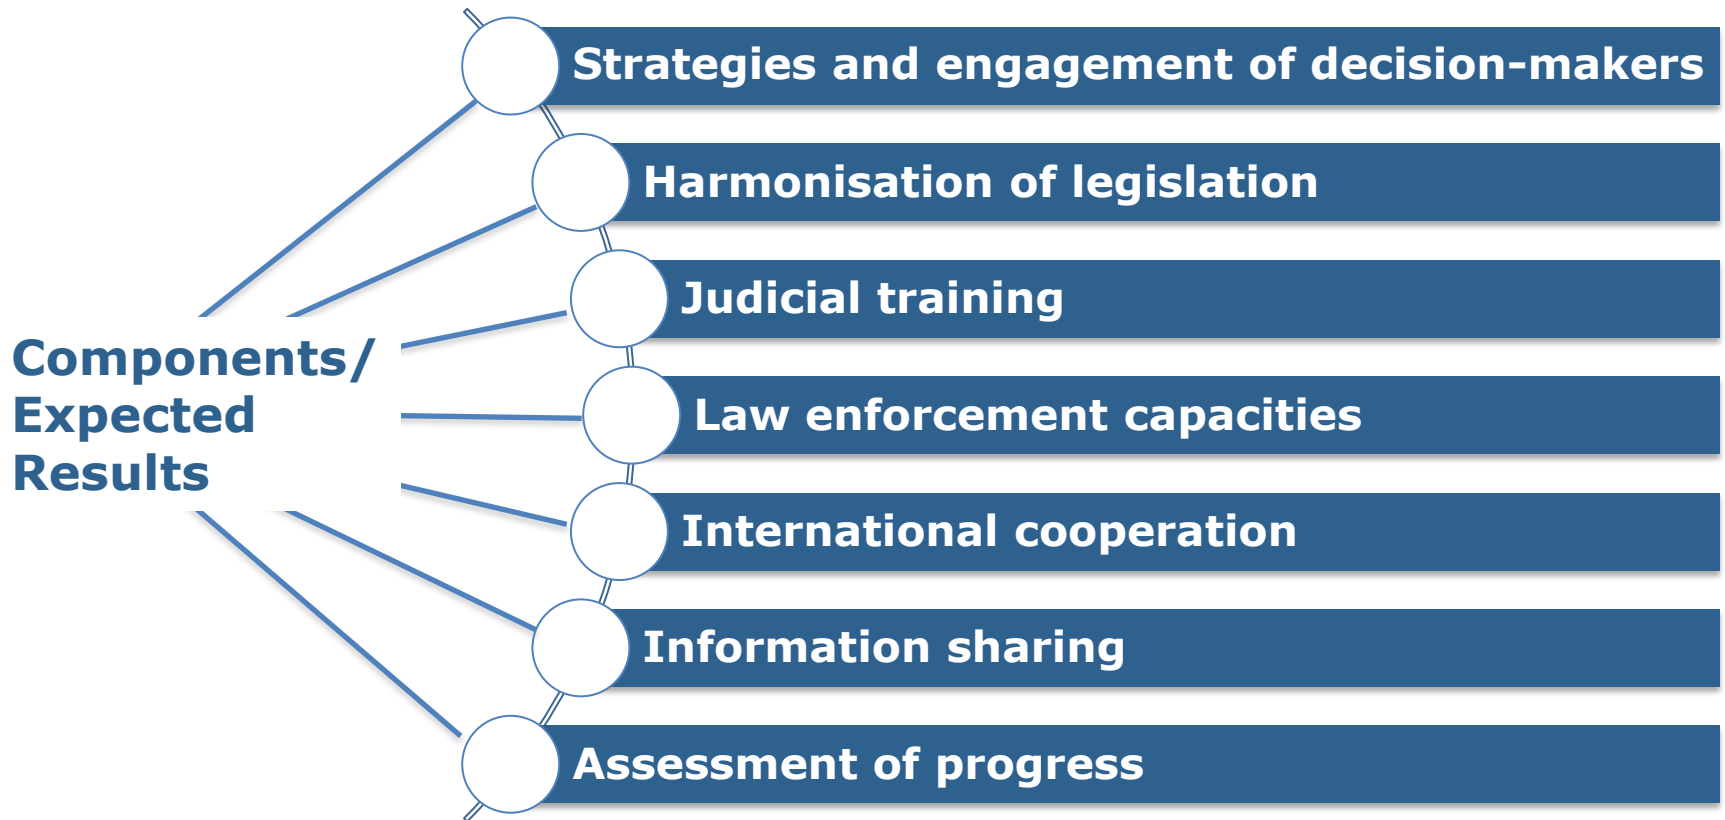 Strategies and engagement of decision-makers
Harmonisation of legislation
Judicial training
Components/
Expected
Results
Law enforcement capacities
International cooperation
Information sharing
Assessment of progress